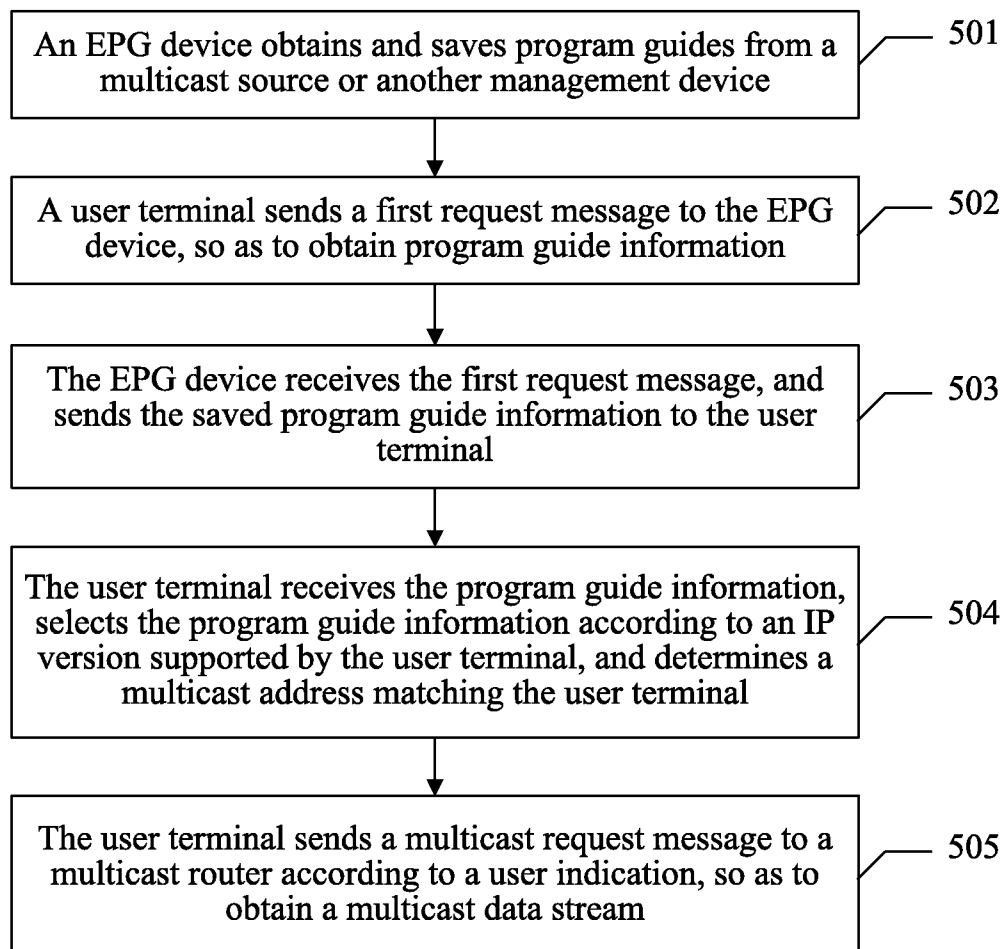 An EPG device obtains and saves program guides from a
multicast source or another management device
501
A user terminal sends a first request message to the EPG
device, so as to obtain program guide information
502
The EPG device receives the first request message, and
sends the saved program guide information to the user
terminal
503
The user terminal receives the program guide information,
selects the program guide information according to an IP
version supported by the user terminal, and determines a
multicast address matching the user terminal
504
The user terminal sends a multicast request message to a
multicast router according to a user indication, so as to
obtain a multicast data stream
505